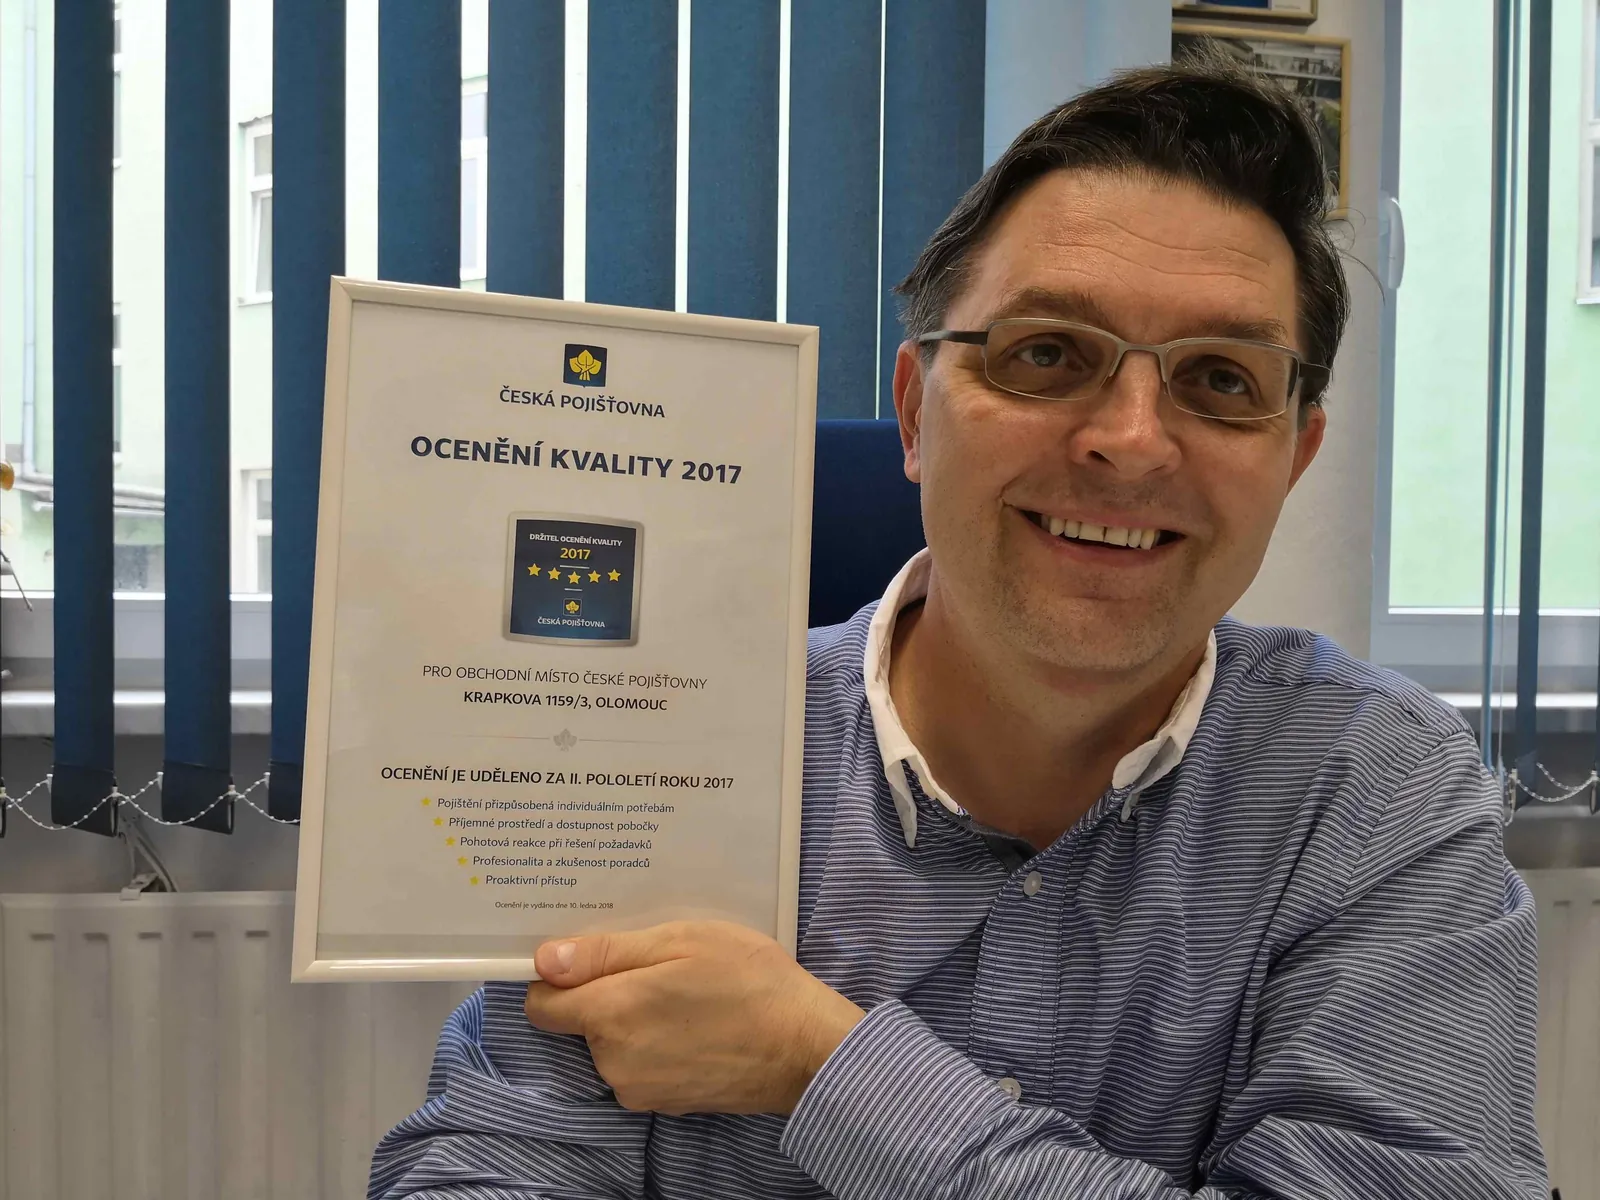 ČESKÁ POJIŠŤOVNA
OCENĚNÍ KVALITY 2017
DRŽITEL OCENĚNÍ KVALITY
2017
ČESKÁ POJIŠŤOVNA
PRO OBCHODNÍ MÍSTO ČESKÉ POJIŠŤOVNY
KRAPKOVA 1159/3, OLOMOUC
OCENĚNÍ JE UDĚLENO ZA II. POLOLETÍ ROKU 2017
Pojištění přizpůsobená individuálním potřebám
Příjemné prostředí a dostupnost pobočky
Pohotová reakce při řešení požadavků
Profesionalita a zkušenost poradců
Proaktivní přístup
Ocenění je vydáno dne 10. ledna 2018